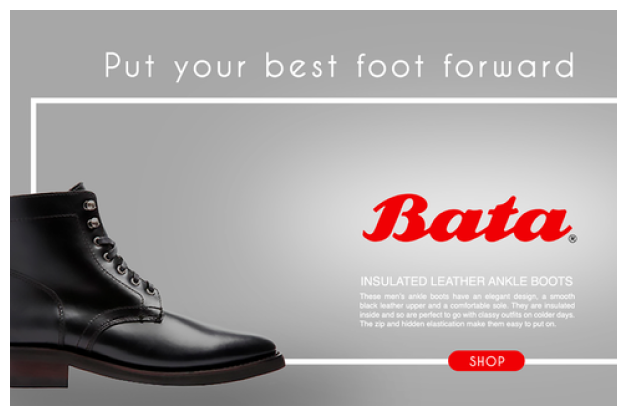 Put your best foot forward
Bata®
INSULATED LEATHER ANKLE BOOTS
These men's ankle boots have an elegant design, a smooth
black leather upper and a comfortable sole. They are insulated
inside and so are perfect to go with classy outfits on colder days.
The zip and hidden elastication make them easy to put on.
SHOP